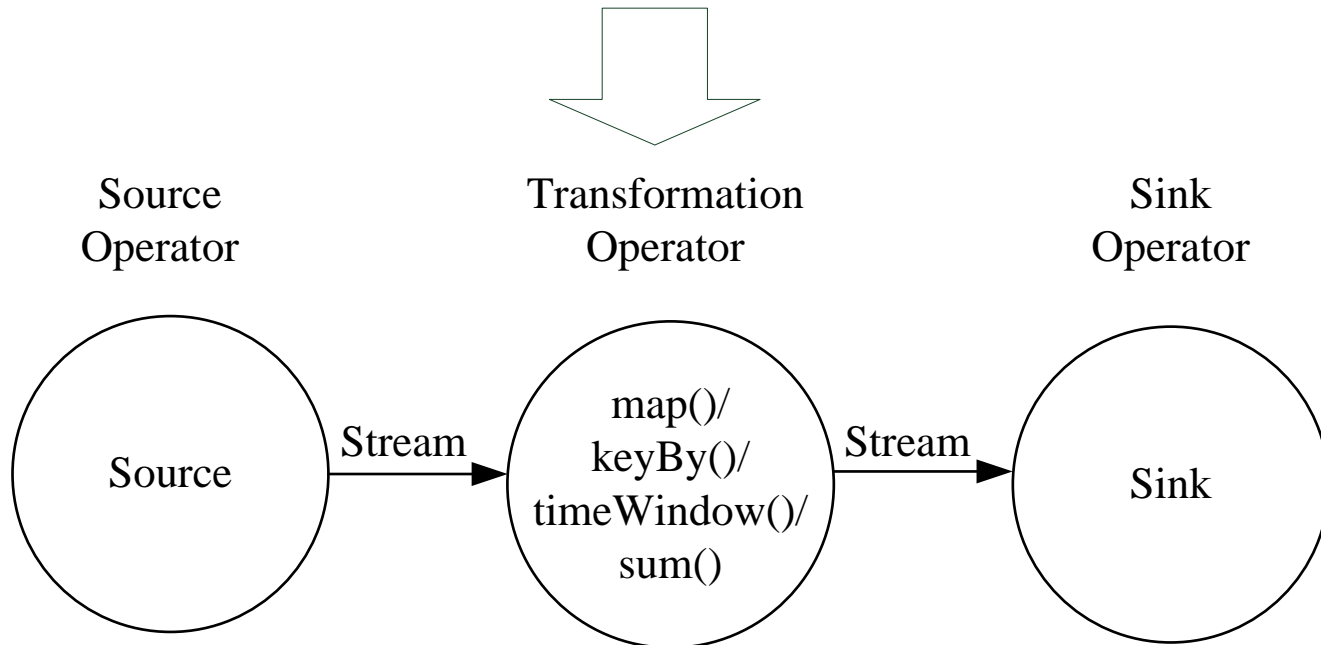 Source
Operator
Transformation
Operator
Sink
Operator
Source
Stream
map()/
keyBy()/
timeWindow()/
sum()
Stream
Sink